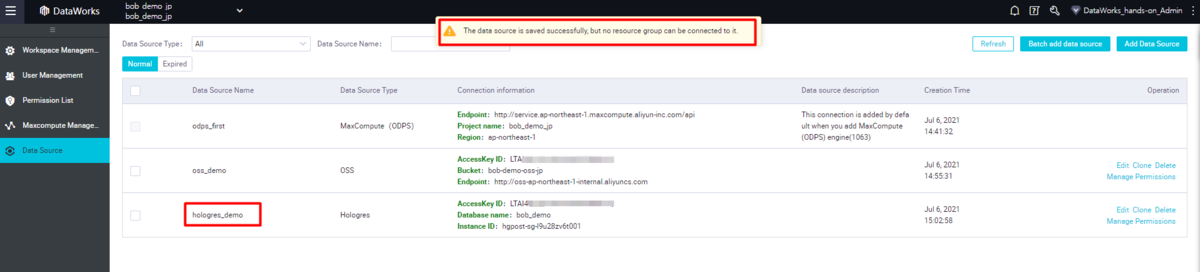 DataWorks
bob demo jp
bob_demo_jp
DataWorks_hands-on_Admin
The data source is saved successfully, but no resource group can be connected to it.
Workspace Managem...
User Management
Permission List
Maxcompute Manage...
Data Source
Data Source Type:
All
Data Source Name:
Refresh
Batch add data source
Add Data Source
Normal
Expired
Data Source Name
Data Source Type
Connection information
Data source description
Creation Time
Operation
odps_first
MaxCompute (ODPS)
Endpoint: http://service.ap-northeast-1.maxcompute.aliyun-inc.com/api
Project name: bob_demo_jp
Region: ap-northeast-1
This connection is added by defa
ult when you add MaxCompute
(ODPS) engine(1063)
Jul 6, 2021
14:41:32
oss_demo
OSS
AccessKey ID: LTAI
Bucket: bob-demo-oss-jp
Endpoint: http://oss-ap-northeast-1-internal.aliyuncs.com
Jul 6, 2021
14:55:31
Edit Clone Delete
Manage Permissions
hologres_demo
Hologres
AccessKey ID: LTAI4
Database name: bob_demo
Instance ID: hgpost-sg-l9u28zv6t001
Jul 6, 2021
15:02:58
Edit Clone Delete
Manage Permissions